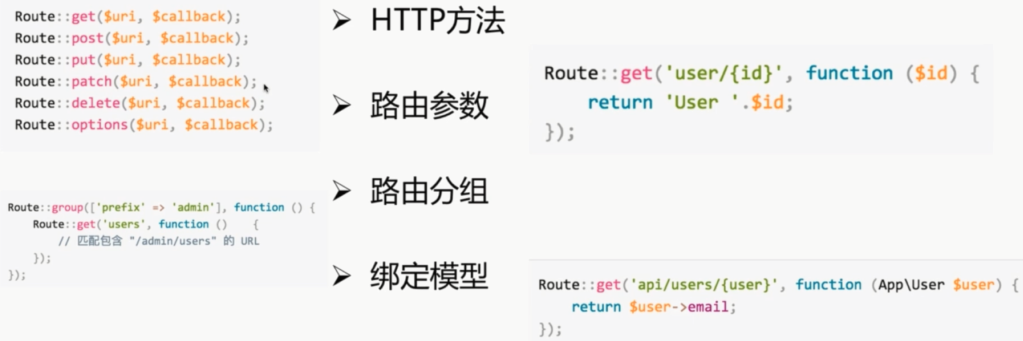 Route::get($uri, $callback);
Route::post($uri, $callback);
Route::put($uri, $callback);
Route::patch($uri, $callback);
Route::delete($uri, $callback);
Route::options($uri, $callback);
➢ HTTP方法
➢ 路由参数
Route::get('user/{id}', function ($id) {
    return 'User '.$id;
});
➢ 路由分组
Route::group(['prefix' => 'admin'], function () {
    Route::get('users', function ()    {
        // 匹配包含 "/admin/users" 的 URL
    });
});
➢ 绑定模型
Route::get('api/users/{user}', function (App\User $user) {
    return $user->email;
});